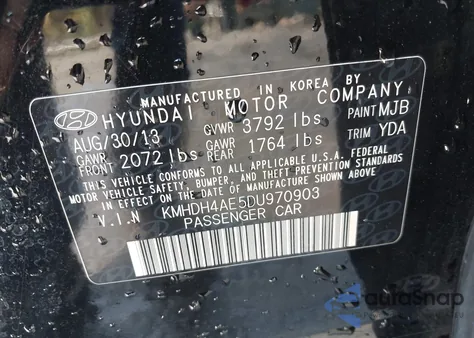 MANUFACTURED IN KOREA BY
HYUNDAI MOTOR COMPANY
AUG/30/13 GVWR 3792 lbs PAINT MJB
GAWR FRONT 2072 lbs GAWR REAR 1764 lbs TRIM YDA
THIS VEHICLE CONFORMS TO ALL APPLICABLE U.S.A. FEDERAL
MOTOR VEHICLE SAFETY, BUMPER, AND THEFT PREVENTION STANDARDS
IN EFFECT ON THE DATE OF MANUFACTURE SHOWN ABOVE
V.I.N KMHDH4AE5DU970903
PASSENGER CAR
autoSnap